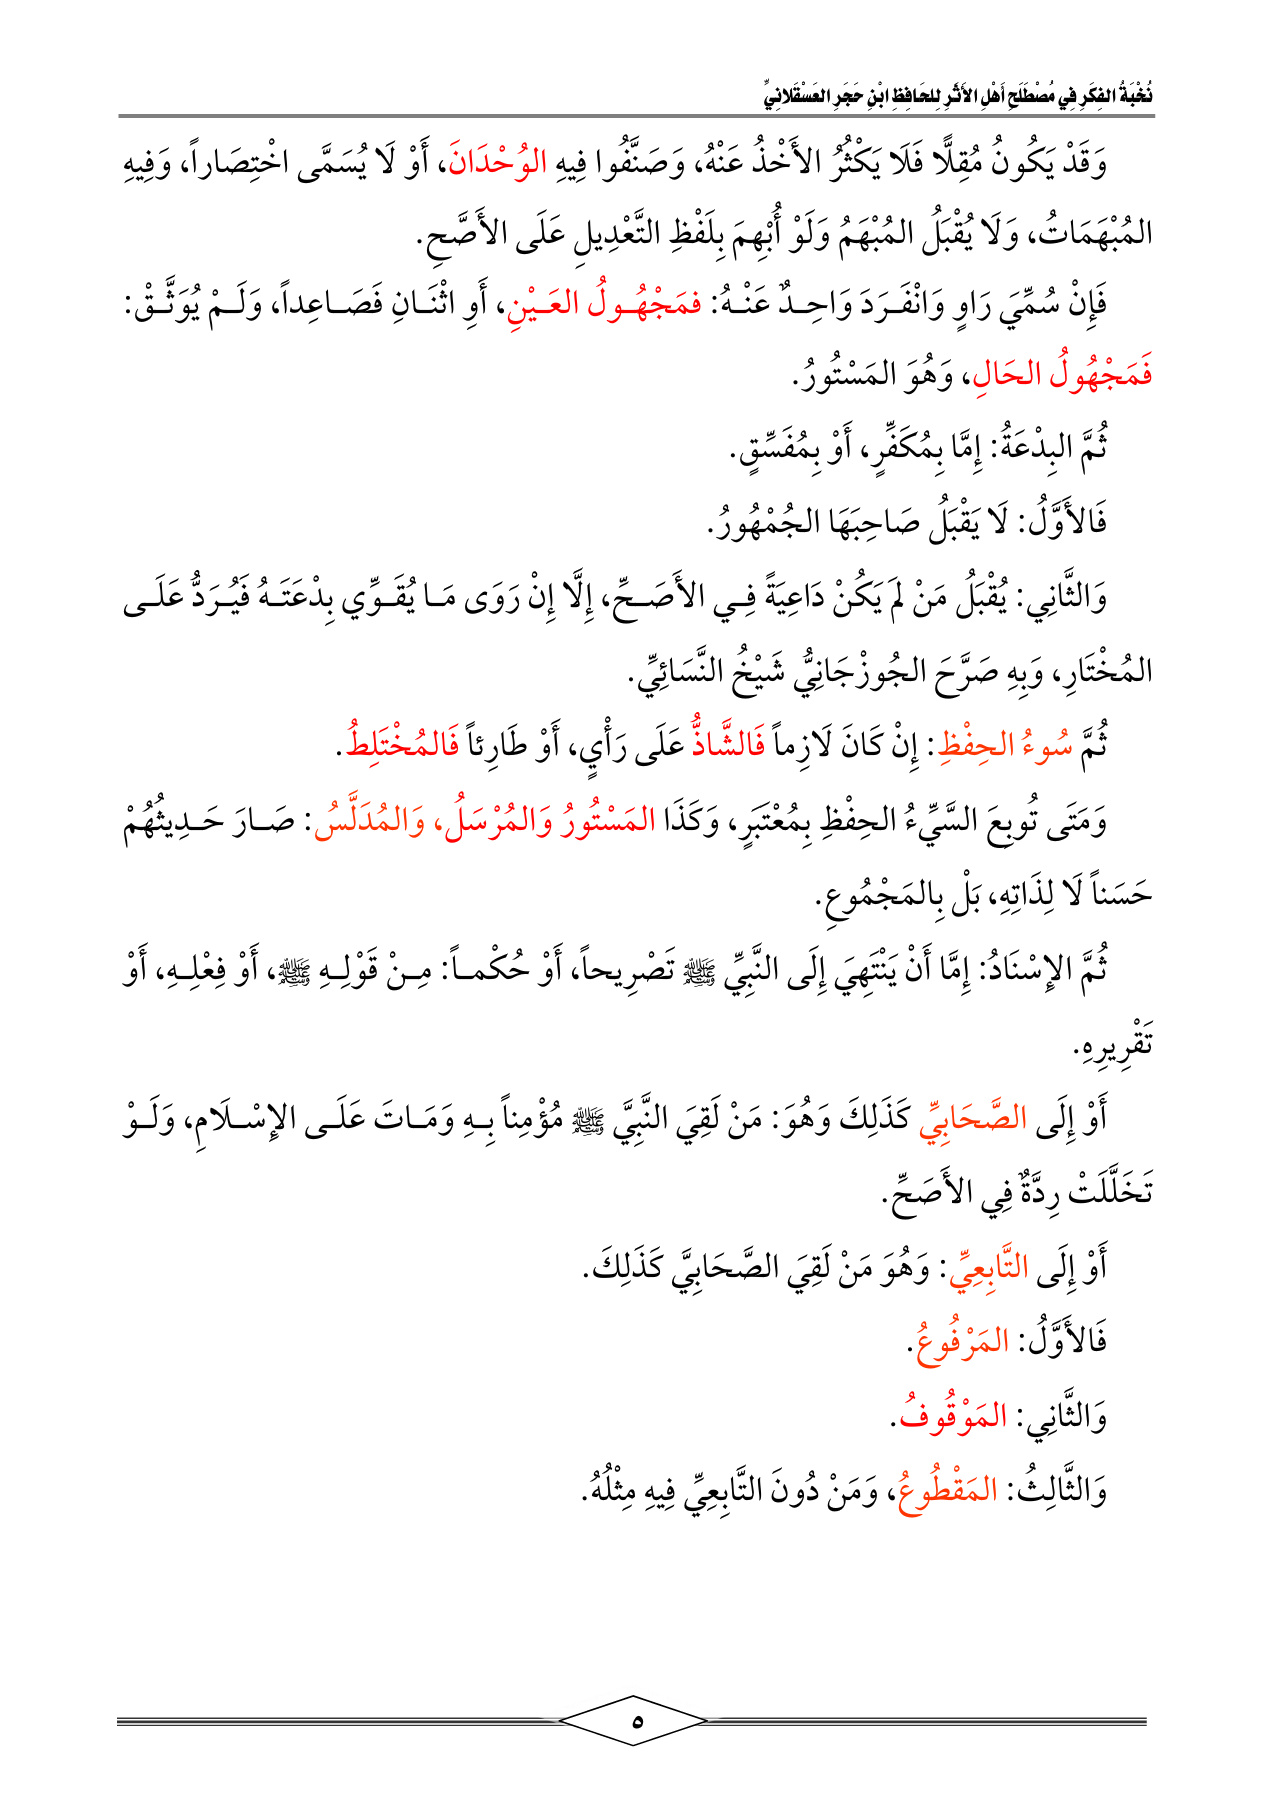 نُخْبَةُ الفِكَرِ فِي مُصْطَلَحِ أَهْلِ الأَثَرِ لِلحَافِظِ ابْنِ حَجَرِ العَسْقَلانِيِّ
وَقَدْ يَكُونُ مُقِلًّا فَلَا يَكْثُرُ الأَخْذُ عَنْهُ، وَصَنَّفُوا فِيهِ الوُحْدَانَ، أَوْ لَا يُسَمَّى اخْتِصَاراً، وَفِيهِ
المُبْهَمَاتُ، وَلَا يُقْبَلُ المُبْهَمُ وَلَوْ أُبْهِمَ بِلَفْظِ التَّعْدِيلِ عَلَى الأَصَّحِ.
فَإِنْ سُمِّيَ رَاوٍ وَانْفَرَدَ وَاحِدٌ عَنْهُ: فمَجْهُولُ العَيْنِ، أَوِ اثْنَانِ فَصَاعِداً، وَلَمْ يُوَثَّقْ:
فَمَجْهُولُ الحَالِ، وَهُوَ المَسْتُورُ.
ثُمَّ البِدْعَةُ: إِمَّا بِمُكَفِّرٍ، أَوْ بِمُفَسِّقٍ.
فَالأَوَّلُ: لَا يَقْبَلُ صَاحِبَهَا الجُمْهُورُ.
وَالثَّانِي: يُقْبَلُ مَنْ لَمَ يَكُنْ دَاعِيَةً فِي الأَصَحِّ، إِلَّا إِنْ رَوَى مَا يُقَوِّي بِدْعَتَهُ فَيُرَدُّ عَلَى
المُخْتَارِ، وَبِهِ صَرَّحَ الجُوزْجَانِيُّ شَيْخُ النَّسَائِيِّ.
ثُمَّ سُوءُ الحِفْظِ: إِنْ كَانَ لَازِماً فَالشَّاذُّ عَلَى رَأْيٍ، أَوْ طَارِئاً فَالمُخْتَلِطُ.
وَمَتَى تُوبِعَ السَّيِّءُ الحِفْظِ بِمُعْتَبَرٍ، وَكَذَا المَسْتُورُ وَالمُرْسَلُ، وَالمُدَلَّسُ: صَارَ حَدِيثُهُمْ
حَسَناً لَا لِذَاتِهِ، بَلْ بِالمَجْمُوعِ.
ثُمَّ الإِسْنَادُ: إِمَّا أَنْ يَنْتَهِيَ إِلَى النَّبِيِّ ﷺ تَصْرِيحاً، أَوْ حُكْماً: مِنْ قَوْلِهِ ﷺ، أَوْ فِعْلِهِ، أَوْ
تَقْرِيرِهِ.
أَوْ إِلَى الصَّحَابِيِّ كَذَلِكَ وَهُوَ: مَنْ لَقِيَ النَّبِيَّ ﷺ مُؤْمِناً بِهِ وَمَاتَ عَلَى الإِسْلَامِ، وَلَوْ
تَخَلَّلَتْ رِدَّةٌ فِي الأَصَحِّ.
أَوْ إِلَى التَّابِعِيِّ: وَهُوَ مَنْ لَقِيَ الصَّحَابِيَّ كَذَلِكَ.
فَالأَوَّلُ: المَرْفُوعُ.
وَالثَّانِي: المَوْقُوفُ.
وَالثَّالِثُ: المَقْطُوعُ، وَمَنْ دُونَ التَّابِعِيِّ فِيهِ مِثْلُهُ.
٥